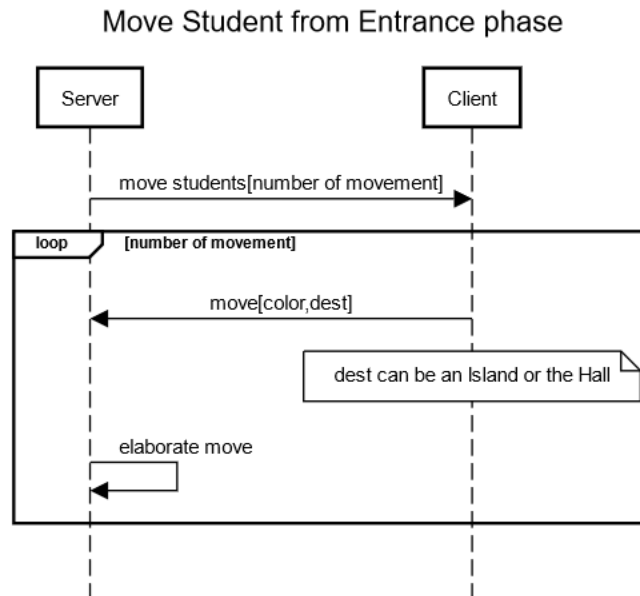 Move Student from Entrance phase
Server
Client
move students[number of movement]
loop
[number of movement]
move[color,dest]
dest can be an Island or the Hall
elaborate move